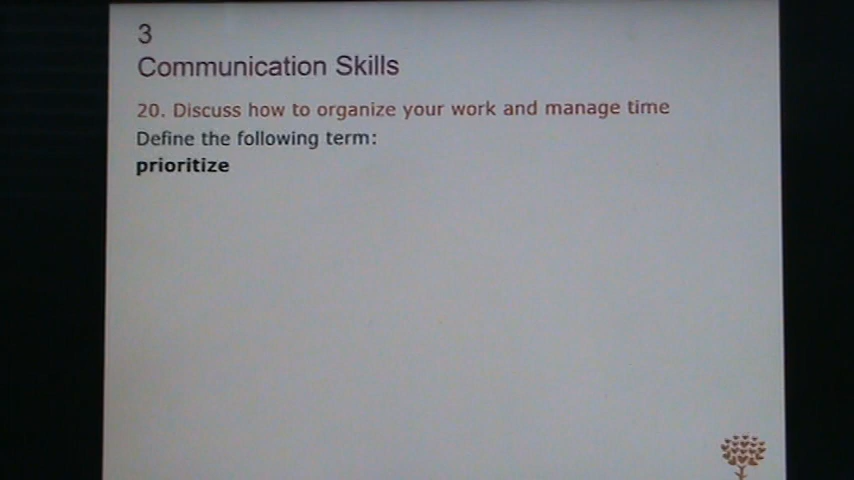 3
Communication Skills
20. Discuss how to organize your work and manage time
Define the following term:
prioritize